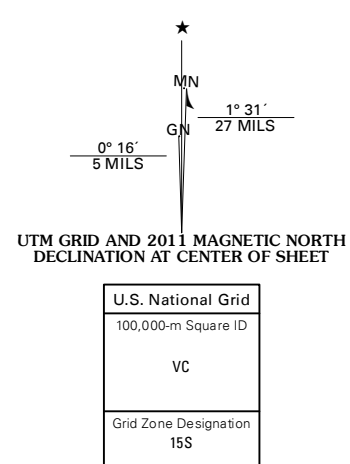 ★
MN
1° 31´
27 MILS
GN
0° 16´
5 MILS
UTM GRID AND 2011 MAGNETIC NORTH
DECLINATION AT CENTER OF SHEET
U.S. National Grid
100,000-m Square ID
VC
Grid Zone Designation
15S